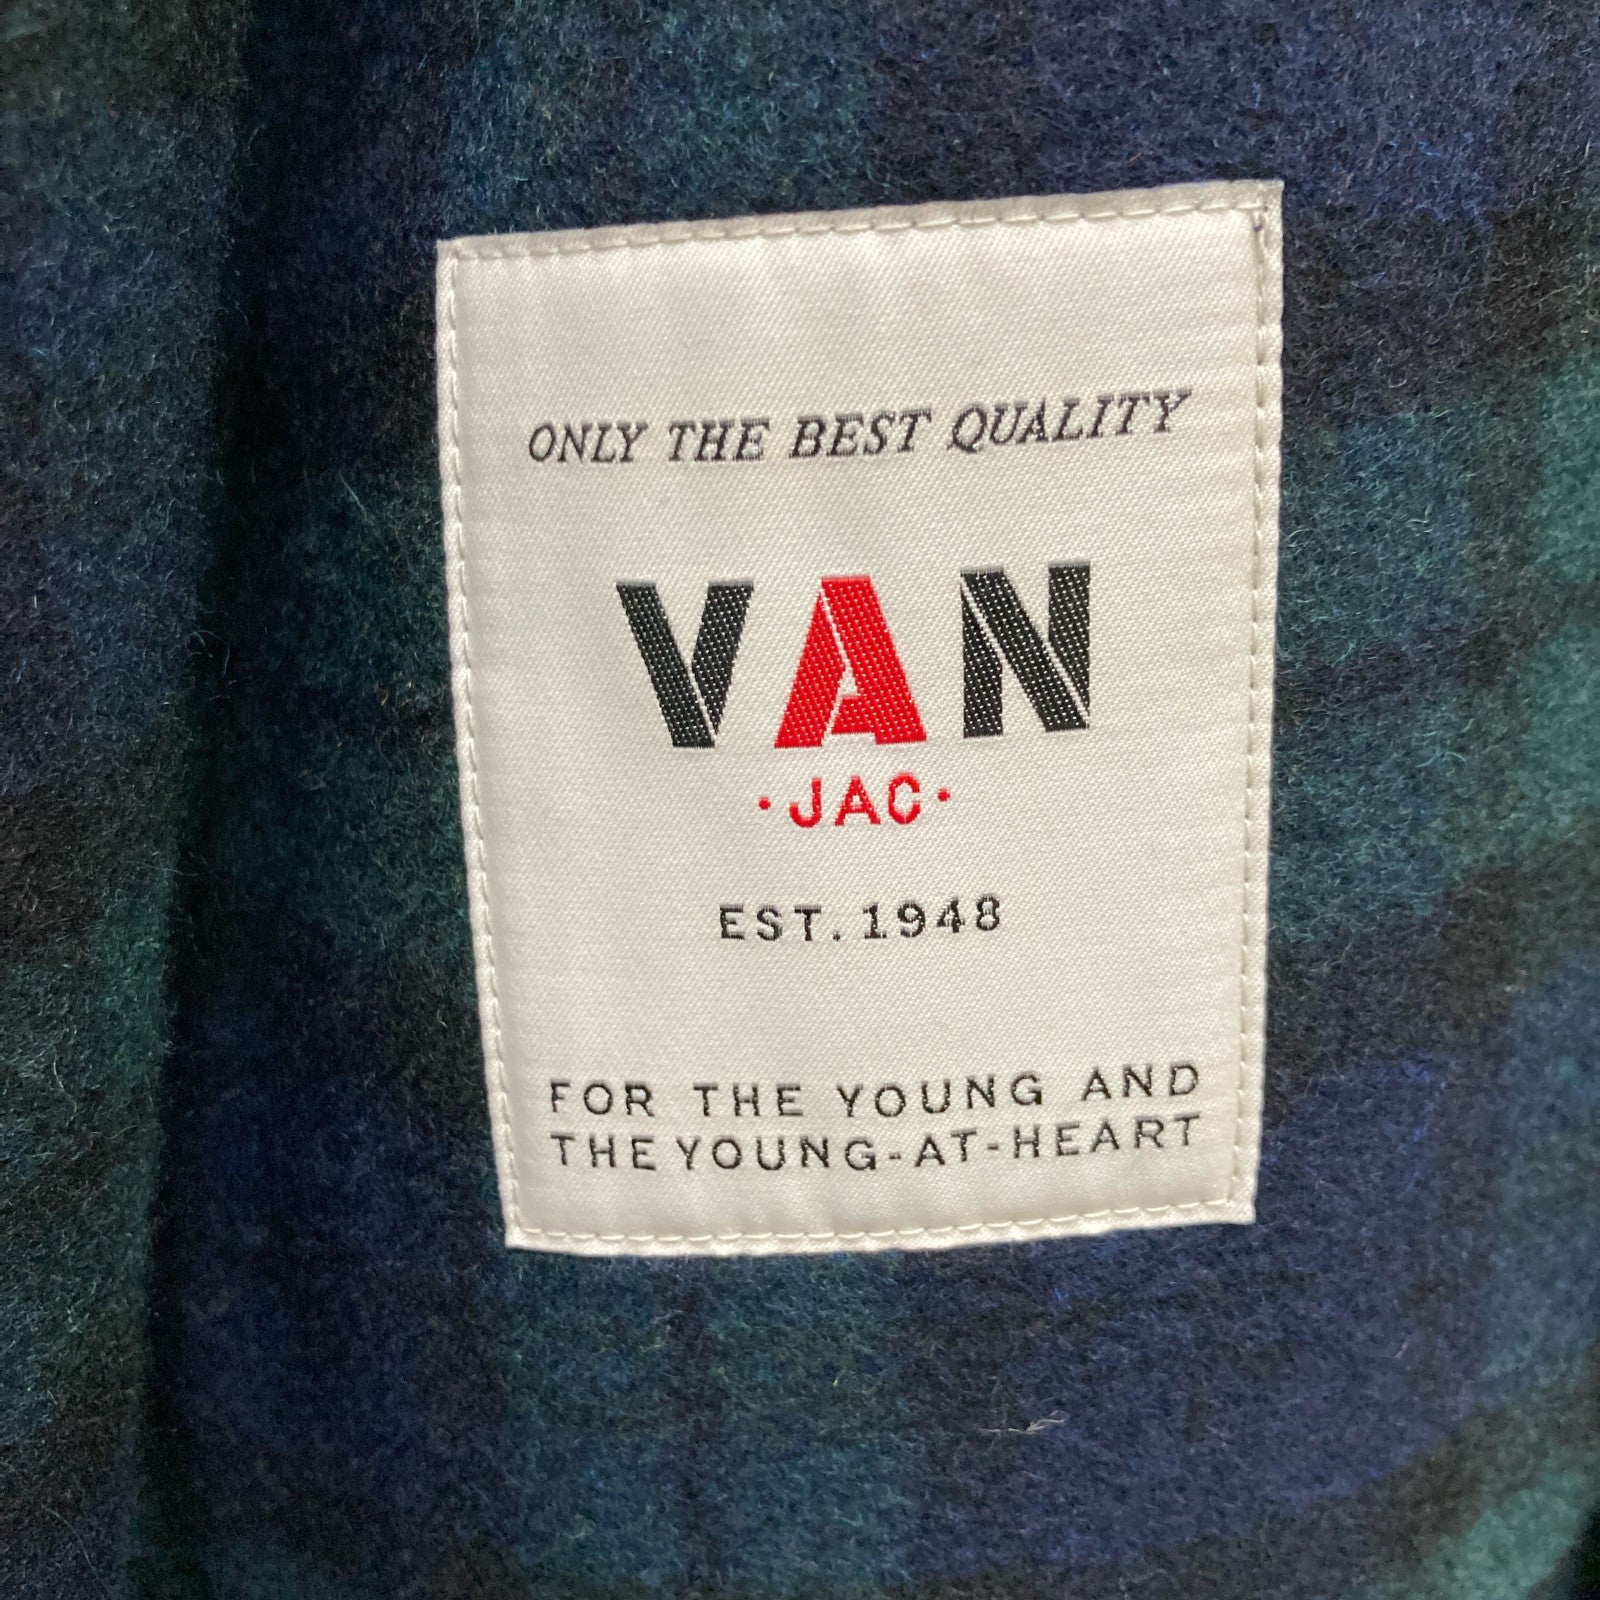 ONLY THE BEST QUALITY
VAN
·JAC·
EST. 1948
FOR THE YOUNG AND
THE YOUNG-AT-HEART